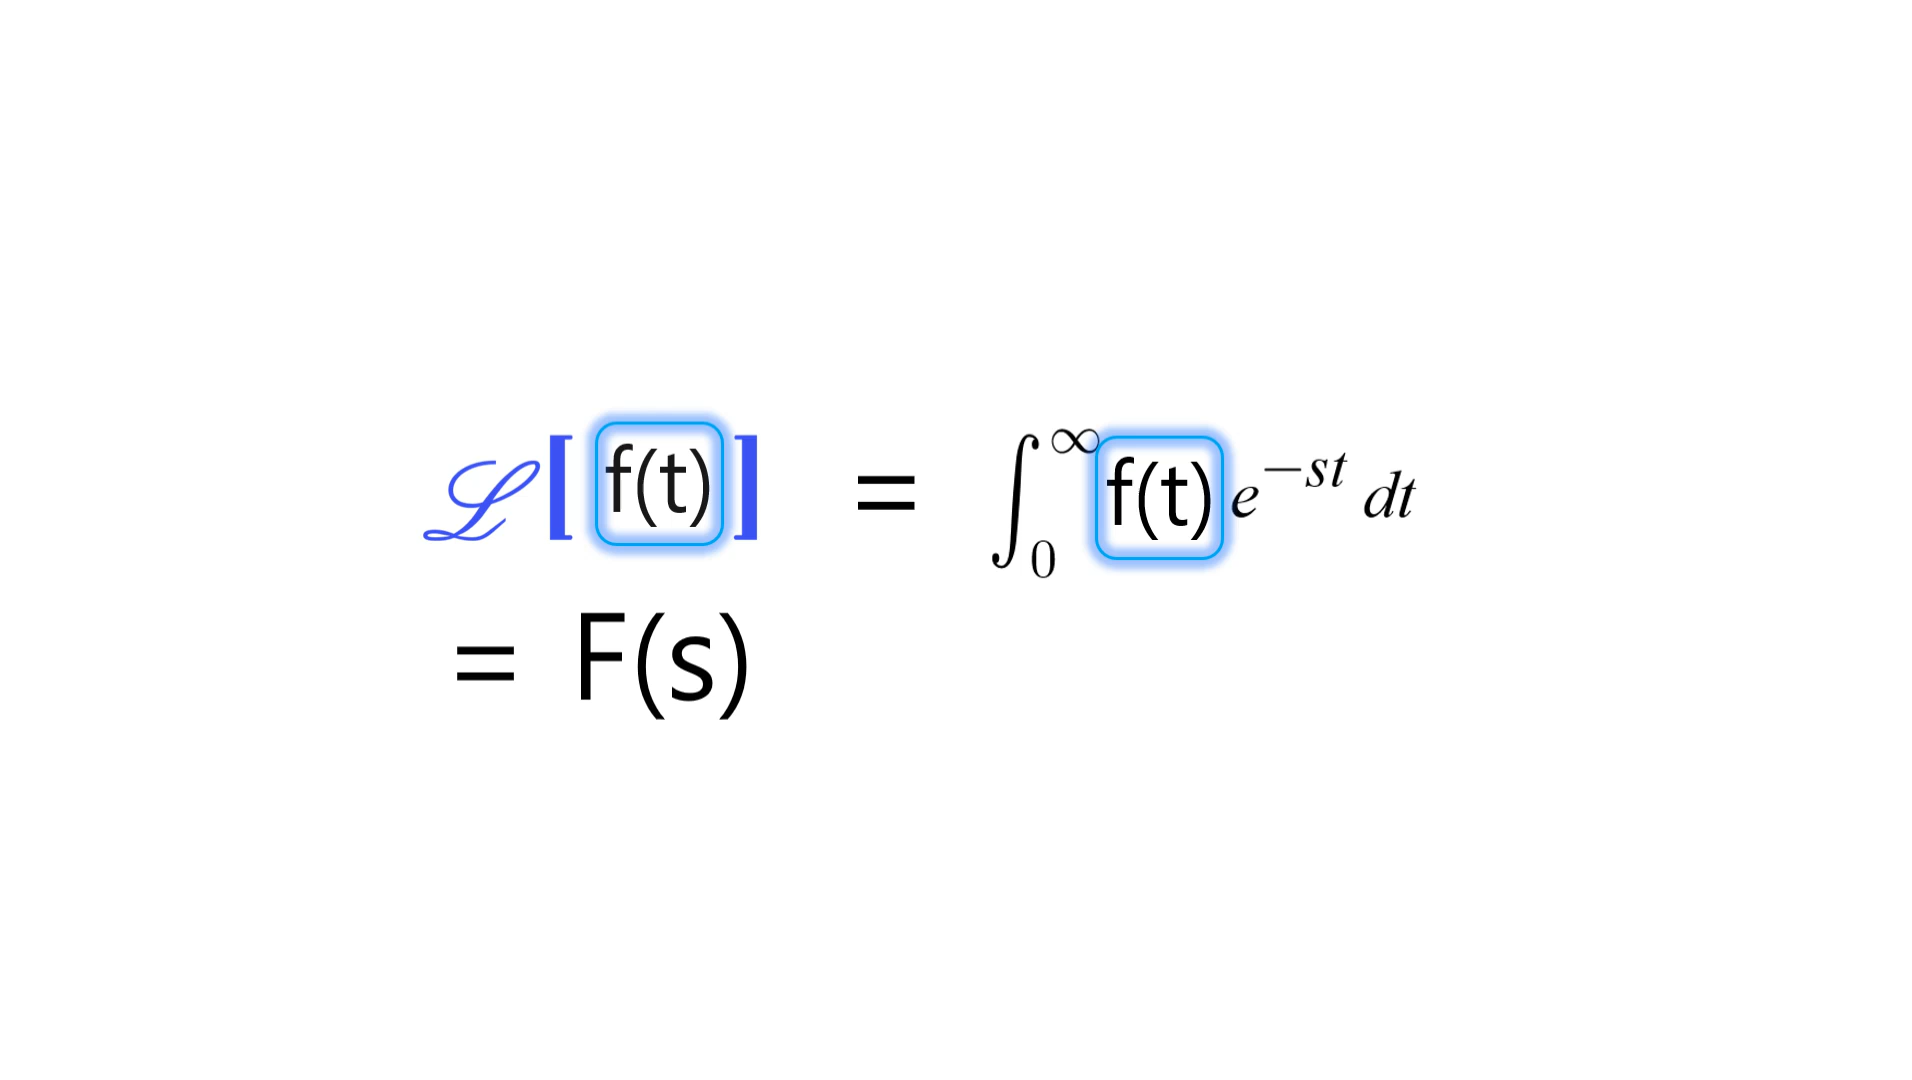 ℒ[ f(t) ] = ∫₀^∞ f(t) e^{−st} dt
= F(s)